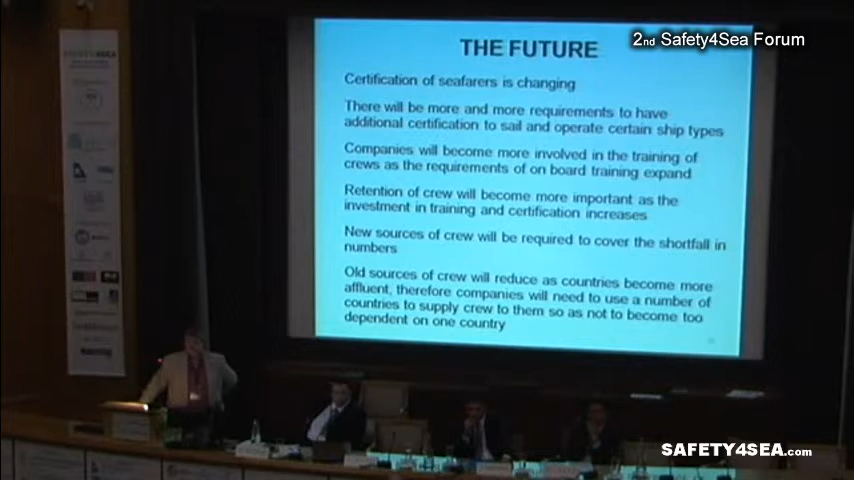 THE FUTURE
2nd Safety4Sea Forum
Certification of seafarers is changing
There will be more and more requirements to have
additional certification to sail and operate certain ship types
Companies will become more involved in the training of
crews as the requirements of on board training expand
Retention of crew will become more important as the
investment in training and certification increases
New sources of crew will be required to cover the shortfall in
numbers
Old sources of crew will reduce as countries become more
affluent, therefore companies will need to use a number of
countries to supply crew to them so as not to become too
dependent on one country
SAFETY4SEA.com